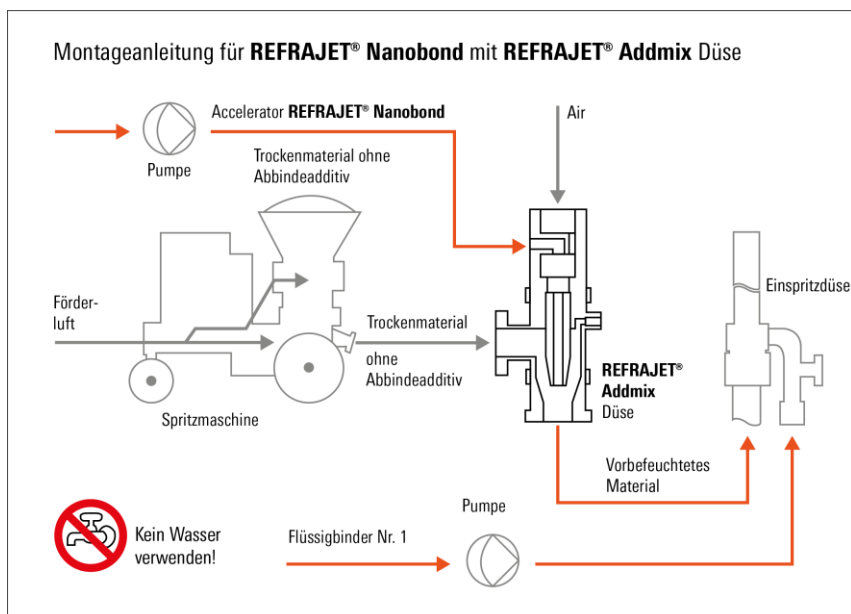 Montageanleitung für REFRAJET® Nanobond mit REFRAJET® Addmix Düse
Accelerator REFRAJET® Nanobond
Air
Pumpe
Trockenmaterial ohne
Abbindeadditiv
Förder-
luft
Trockenmaterial
ohne
Abbindeadditiv
Einspritzdüse
REFRAJET®
Addmix
Düse
Spritzmaschine
Vorbefeuchtetes
Material
Pumpe
Kein Wasser
verwenden!
Flüssigbinder Nr. 1